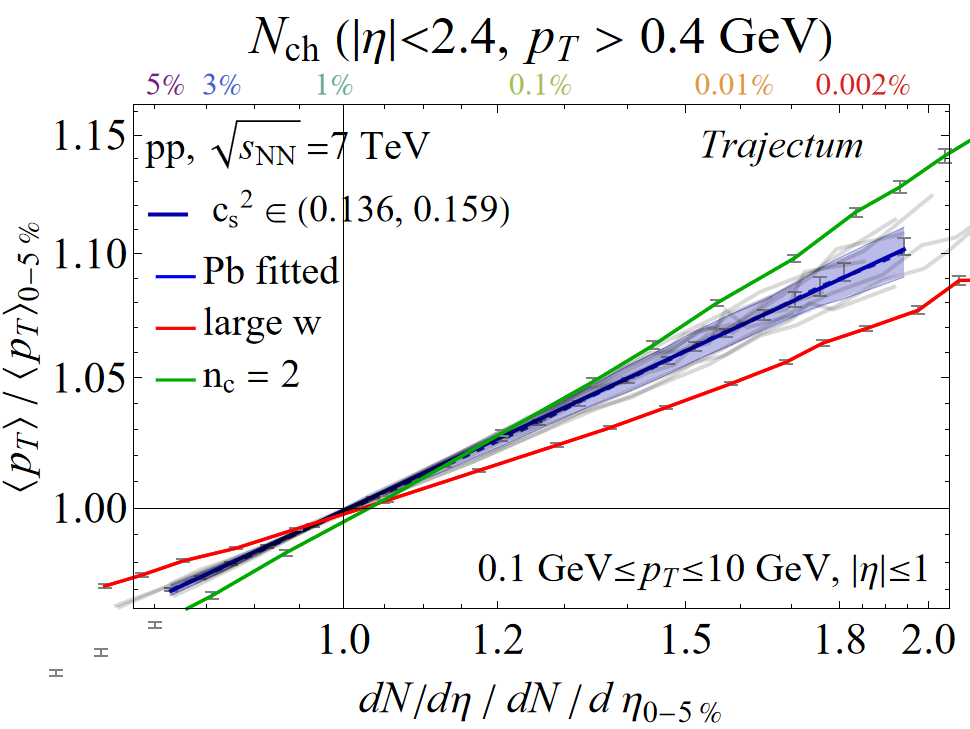 N_ch (|η|<2.4, p_T > 0.4 GeV)
5% 3% 1% 0.1% 0.01% 0.002%
pp, √s_NN =7 TeV
Trajectum
c_s^2 ∈ (0.136, 0.159)
Pb fitted
large w
n_c = 2
0.1 GeV≤p_T≤10 GeV, |η|≤1
1.15
1.10
1.05
1.00
⟨p_T⟩ / ⟨p_T⟩_0−5%
1.0 1.2 1.5 1.8 2.0
dN/dη / dN / d η_0−5%